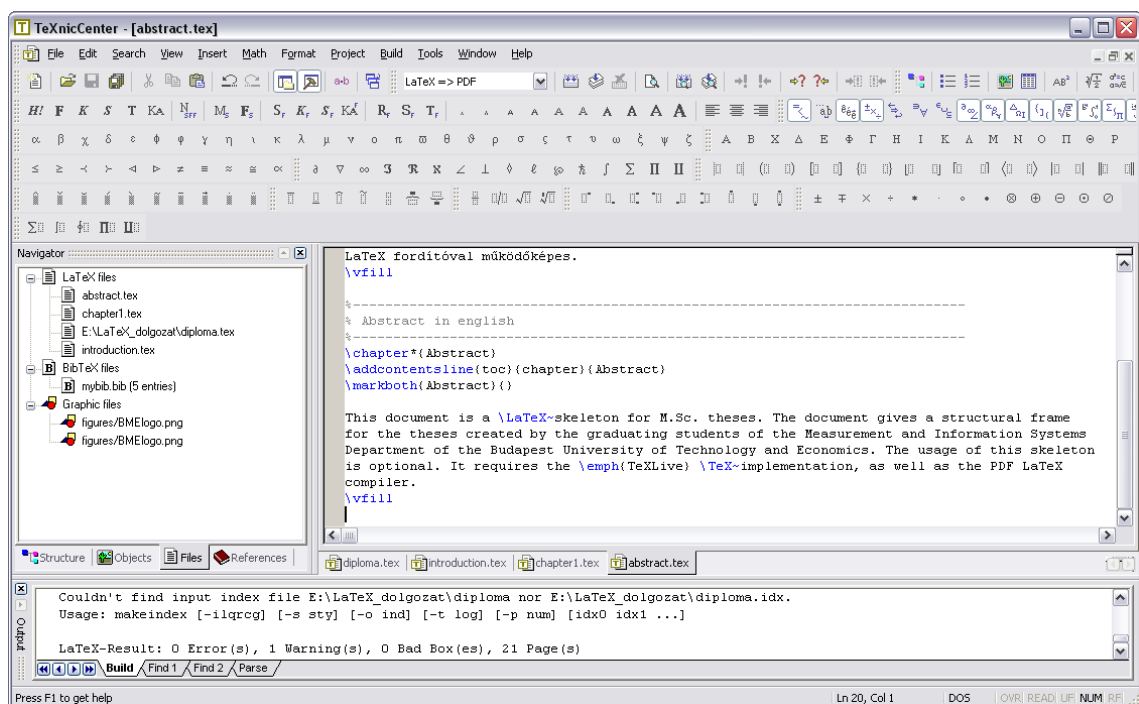 TeXnicCenter - [abstract.tex]
File Edit Search View Insert Math Format Project Build Tools Window Help
LaTeX => PDF
α β χ δ ε ϕ φ γ η ι κ λ μ ν ο π ϖ θ ϑ ρ σ ς τ υ ω ξ ψ ζ Α Β Χ Δ Ε Φ Γ Η Ι Κ Λ Μ Ν Ο Π Θ Ρ
Navigator
LaTeX files
abstract.tex
chapter1.tex
E:\LaTeX_dolgozat\diploma.tex
introduction.tex
BibTeX files
mybib.bib (5 entries)
Graphic files
figures/BMElogo.png
figures/BMElogo.png
Structure Objects Files References
LaTeX fordítóval működőképes.
\vfill
%----------------------------------------------------------------------------
% Abstract in english
%----------------------------------------------------------------------------
\chapter*{Abstract}
\addcontentsline{toc}{chapter}{Abstract}
\markboth{Abstract}{}
This document is a \LaTeX~skeleton for M.Sc. theses. The document gives a structural frame
for the theses created by the graduating students of the Measurement and Information Systems
Department of the Budapest University of Technology and Economics. The usage of this skeleton
is optional. It requires the \emph{TeXLive} \TeX~implementation, as well as the PDF LaTeX
compiler.
\vfill
diploma.tex introduction.tex chapter1.tex abstract.tex
Output
Couldn't find input index file E:\LaTeX_dolgozat\diploma nor E:\LaTeX_dolgozat\diploma.idx.
Usage: makeindex [-ilqrcg] [-s sty] [-o ind] [-t log] [-p num] [idx0 idx1 ...]
LaTeX-Result: 0 Error(s), 1 Warning(s), 0 Bad Box(es), 21 Page(s)
Build Find 1 Find 2 Parse
Press F1 to get help Ln 20, Col 1 DOS OVR READ UF NUM RF